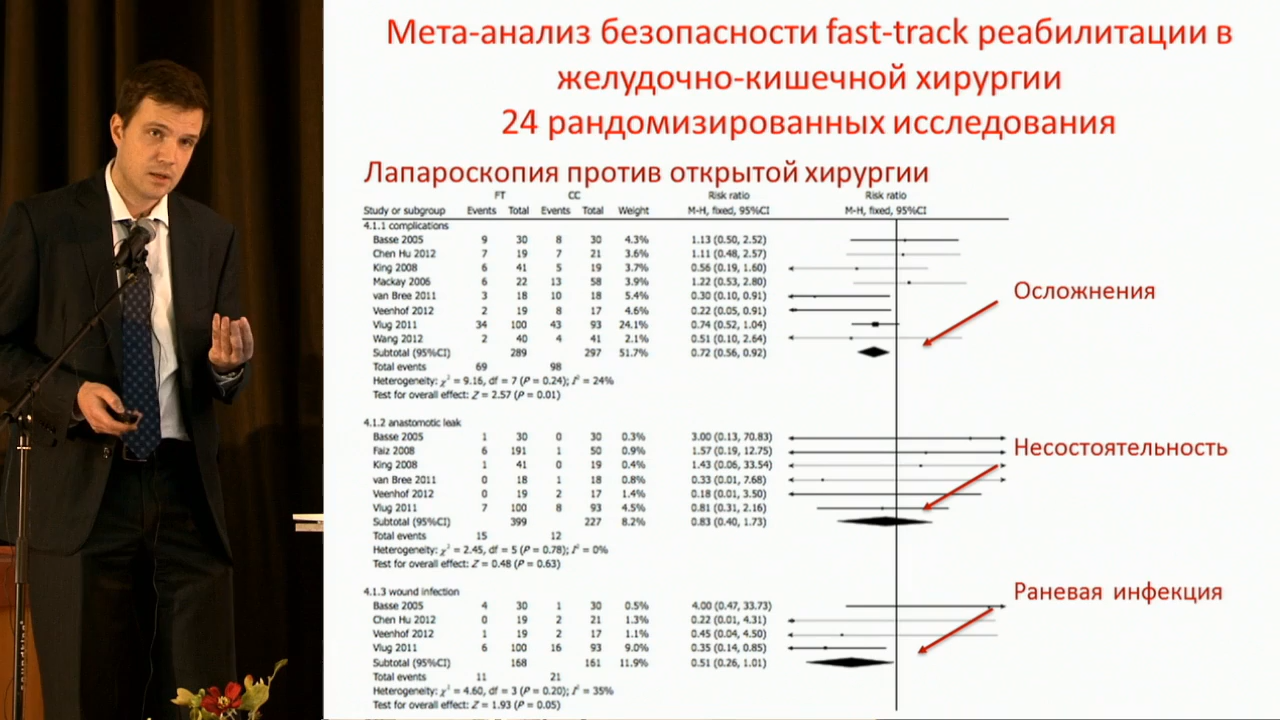 Мета-анализ безопасности fast-track реабилитации в
желудочно-кишечной хирургии
24 рандомизированных исследования
Лапароскопия против открытой хирургии
FT CC Risk ratio Risk ratio
Study or subgroup Events Total Events Total Weight M-H, fixed, 95%CI M-H, fixed, 95%CI
4.1.1 complications
Basse 2005 9 30 8 30 4.3% 1.13 (0.50, 2.52)
Chen Hu 2012 7 19 7 21 3.6% 1.11 (0.48, 2.57)
King 2008 6 41 5 19 3.7% 0.56 (0.19, 1.60)
Mackay 2006 6 22 13 58 3.9% 1.22 (0.53, 2.80)
van Bree 2011 3 18 10 18 5.4% 0.30 (0.10, 0.91)
Veenhof 2012 2 19 8 17 4.6% 0.22 (0.05, 0.91)
Vlug 2011 34 100 43 93 24.1% 0.74 (0.52, 1.04)
Wang 2012 2 40 4 41 2.1% 0.51 (0.10, 2.64)
Subtotal (95%CI) 289 297 51.7% 0.72 (0.56, 0.92)
Total events 69 98
Heterogeneity: χ² = 9.16, df = 7 (P = 0.24); I² = 24%
Test for overall effect: Z = 2.57 (P = 0.01)
Осложнения
4.1.2 anastomotic leak
Basse 2005 1 30 0 30 0.3% 3.00 (0.13, 70.83)
Faiz 2008 6 191 1 50 0.9% 1.57 (0.19, 12.75)
King 2008 1 41 0 19 0.4% 1.43 (0.06, 33.54)
van Bree 2011 0 18 1 18 0.8% 0.33 (0.01, 7.68)
Veenhof 2012 0 19 2 17 1.4% 0.18 (0.01, 3.50)
Vlug 2011 7 100 8 93 4.5% 0.81 (0.31, 2.16)
Subtotal (95%CI) 399 227 8.2% 0.83 (0.40, 1.73)
Total events 15 12
Heterogeneity: χ² = 2.45, df = 5 (P = 0.78); I² = 0%
Test for overall effect: Z = 0.48 (P = 0.63)
Несостоятельность
4.1.3 wound infection
Basse 2005 4 30 1 30 0.5% 4.00 (0.47, 33.73)
Chen Hu 2012 0 19 2 21 1.3% 0.22 (0.01, 4.31)
Veenhof 2012 1 19 2 17 1.1% 0.45 (0.04, 4.50)
Vlug 2011 6 100 16 93 9.0% 0.35 (0.14, 0.85)
Subtotal (95%CI) 168 161 11.9% 0.51 (0.26, 1.01)
Total events 11 21
Heterogeneity: χ² = 4.60, df = 3 (P = 0.20); I² = 35%
Test for overall effect: Z = 1.93 (P = 0.05)
Раневая инфекция